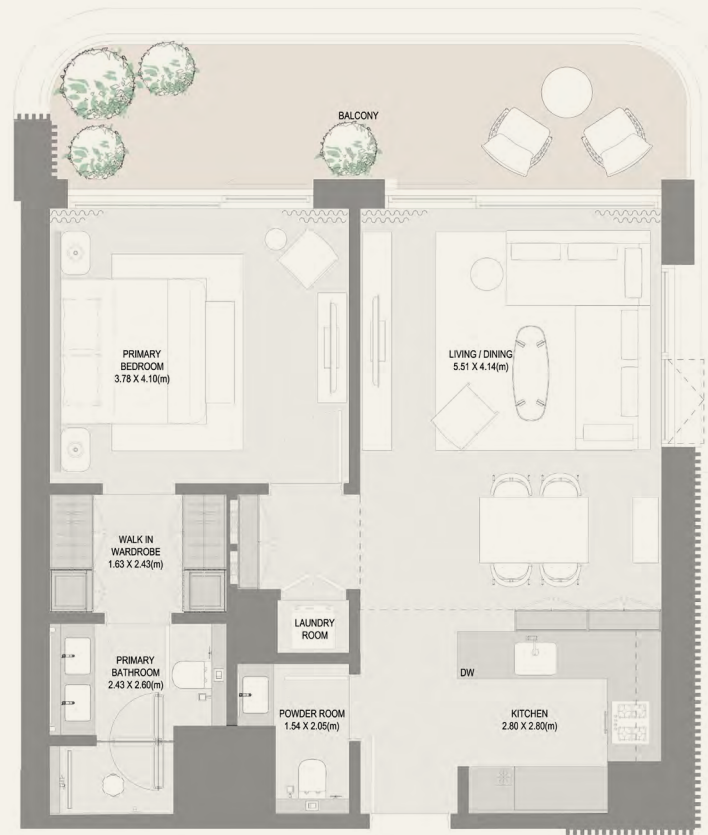 BALCONY
PRIMARY
BEDROOM
3.78 X 4.10(m)
LIVING / DINING
5.51 X 4.14(m)
WALK IN
WARDROBE
1.63 X 2.43(m)
LAUNDRY
ROOM
PRIMARY
BATHROOM
2.43 X 2.60(m)
DW
POWDER ROOM
1.54 X 2.05(m)
KITCHEN
2.80 X 2.80(m)